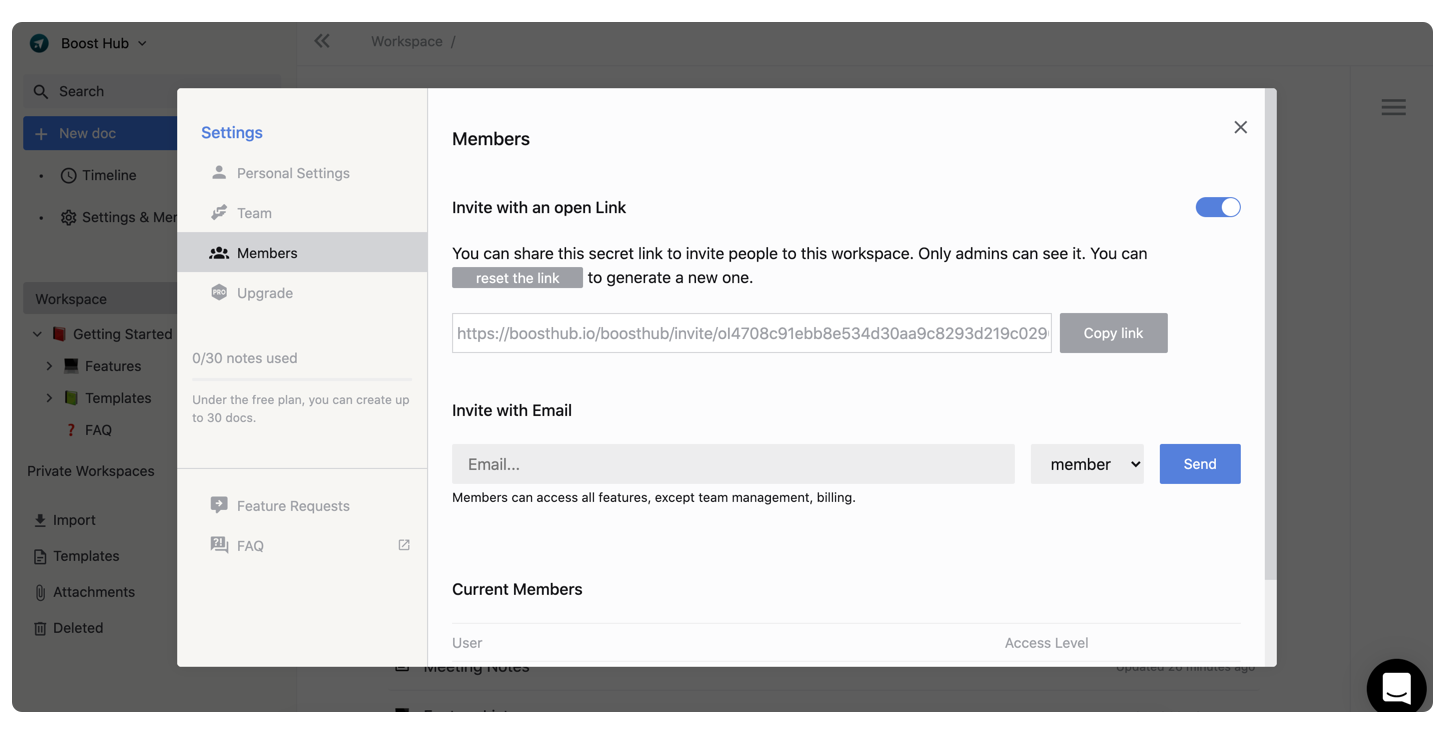 Boost Hub
Workspace /
Search
New doc
Timeline
Settings & Mer
Workspace
Getting Started
Features
Templates
FAQ
Private Workspaces
Import
Templates
Attachments
Deleted
Settings
Personal Settings
Team
Members
PRO Upgrade
0/30 notes used
Under the free plan, you can create up
to 30 docs.
Feature Requests
FAQ
Members
Invite with an open Link
You can share this secret link to invite people to this workspace. Only admins can see it. You can
reset the link to generate a new one.
https://boosthub.io/boosthub/invite/ol4708c91ebb8e534d30aa9c8293d219c029
Copy link
Invite with Email
Email...
member
Send
Members can access all features, except team management, billing.
Current Members
User Access Level
Meeting Notes Updated 20 minutes ago